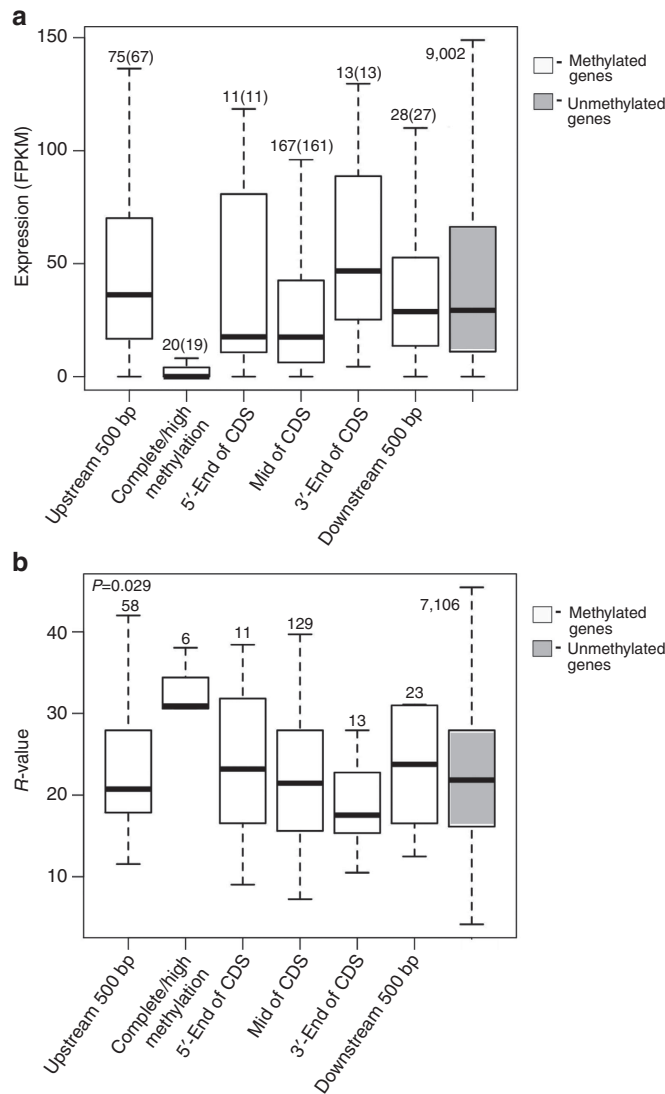 a
150
100
50
0
Expression (FPKM)
75(67)
20(19)
11(11)
167(161)
13(13)
28(27)
9,002
Methylated
genes
Unmethylated
genes
Upstream 500 bp
Complete/high
methylation
5′-End of CDS
Mid of CDS
3′-End of CDS
Downstream 500 bp
b
40
30
20
10
R-value
P=0.029
58
6
11
129
13
23
7,106
Methylated
genes
Unmethylated
genes
Upstream 500 bp
Complete/high
methylation
5′-End of CDS
Mid of CDS
3′-End of CDS
Downstream 500 bp